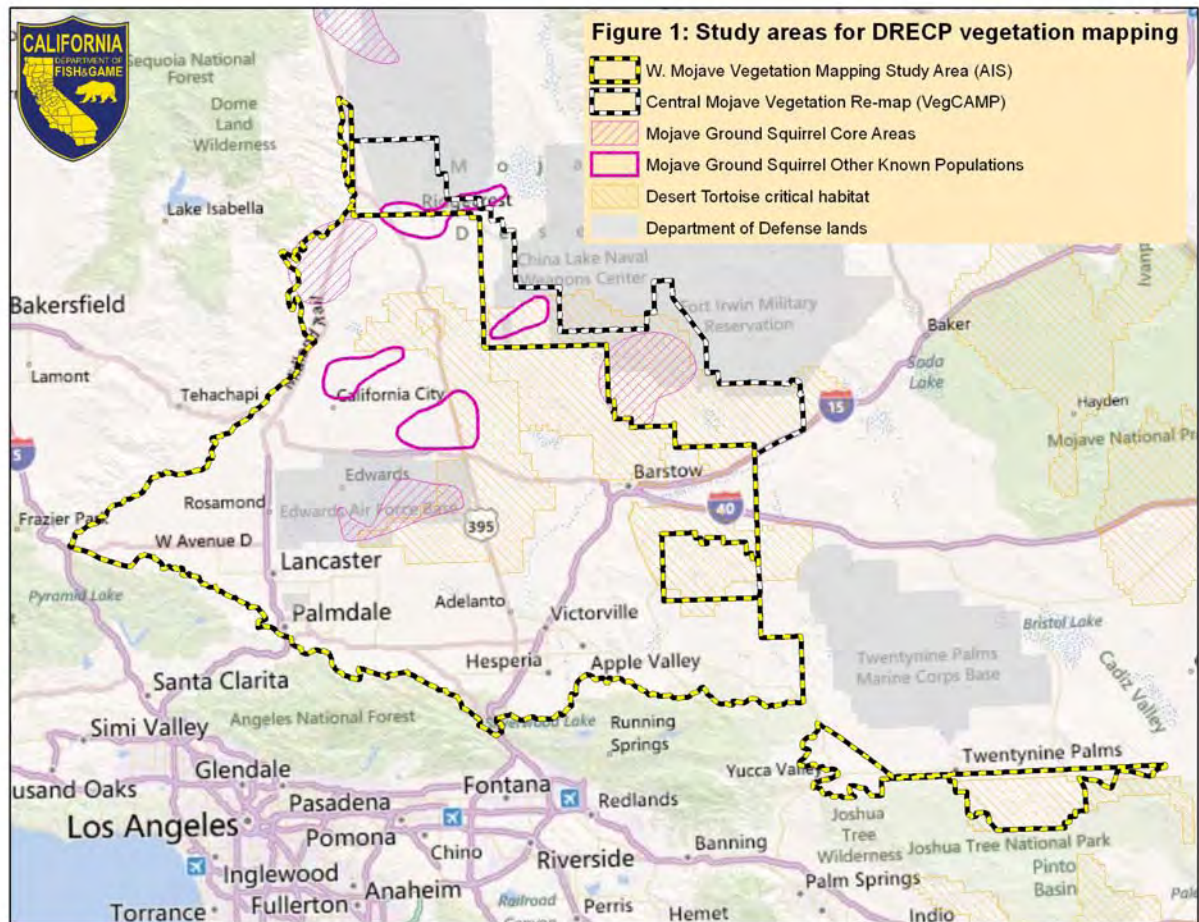 CALIFORNIA
DEPARTMENT OF
FISH&GAME
Figure 1: Study areas for DRECP vegetation mapping
W. Mojave Vegetation Mapping Study Area (AIS)
Central Mojave Vegetation Re-map (VegCAMP)
Mojave Ground Squirrel Core Areas
Mojave Ground Squirrel Other Known Populations
Desert Tortoise critical habitat
Department of Defense lands
Sequoia National
Forest
Dome
Land
Wilderness
M o j a
Lake Isabella
Ridgecrest
D e s e
China Lake Naval
Weapons Center
Bakersfield
Fort Irwin Military
Reservation
Baker
Soda
Lake
Lamont
Tehachapi
California City
15
Hayden
Mojave National Pr
5
Barstow
Edwards
Rosamond
Edwards Air Force Base
40
Frazier Park
395
W Avenue D
Lancaster
Pyramid Lake
Palmdale
Adelanto
Victorville
Bristol Lake
Hesperia
Apple Valley
Twentynine Palms
Marine Corps Base
Cadiz Valley
Santa Clarita
Angeles National Forest
Running
Springs
Simi Valley
Twentynine Palms
Yucca Valley
Glendale
Fontana
usand Oaks
Pasadena
Redlands
Los Angeles
Pomona
Chino
Riverside
Banning
Joshua
Tree
Wilderness
Joshua Tree National Park
Pinto
Basin
Inglewood
Anaheim
Palm Springs
Torrance
Fullerton
Perris
Hemet
Indio